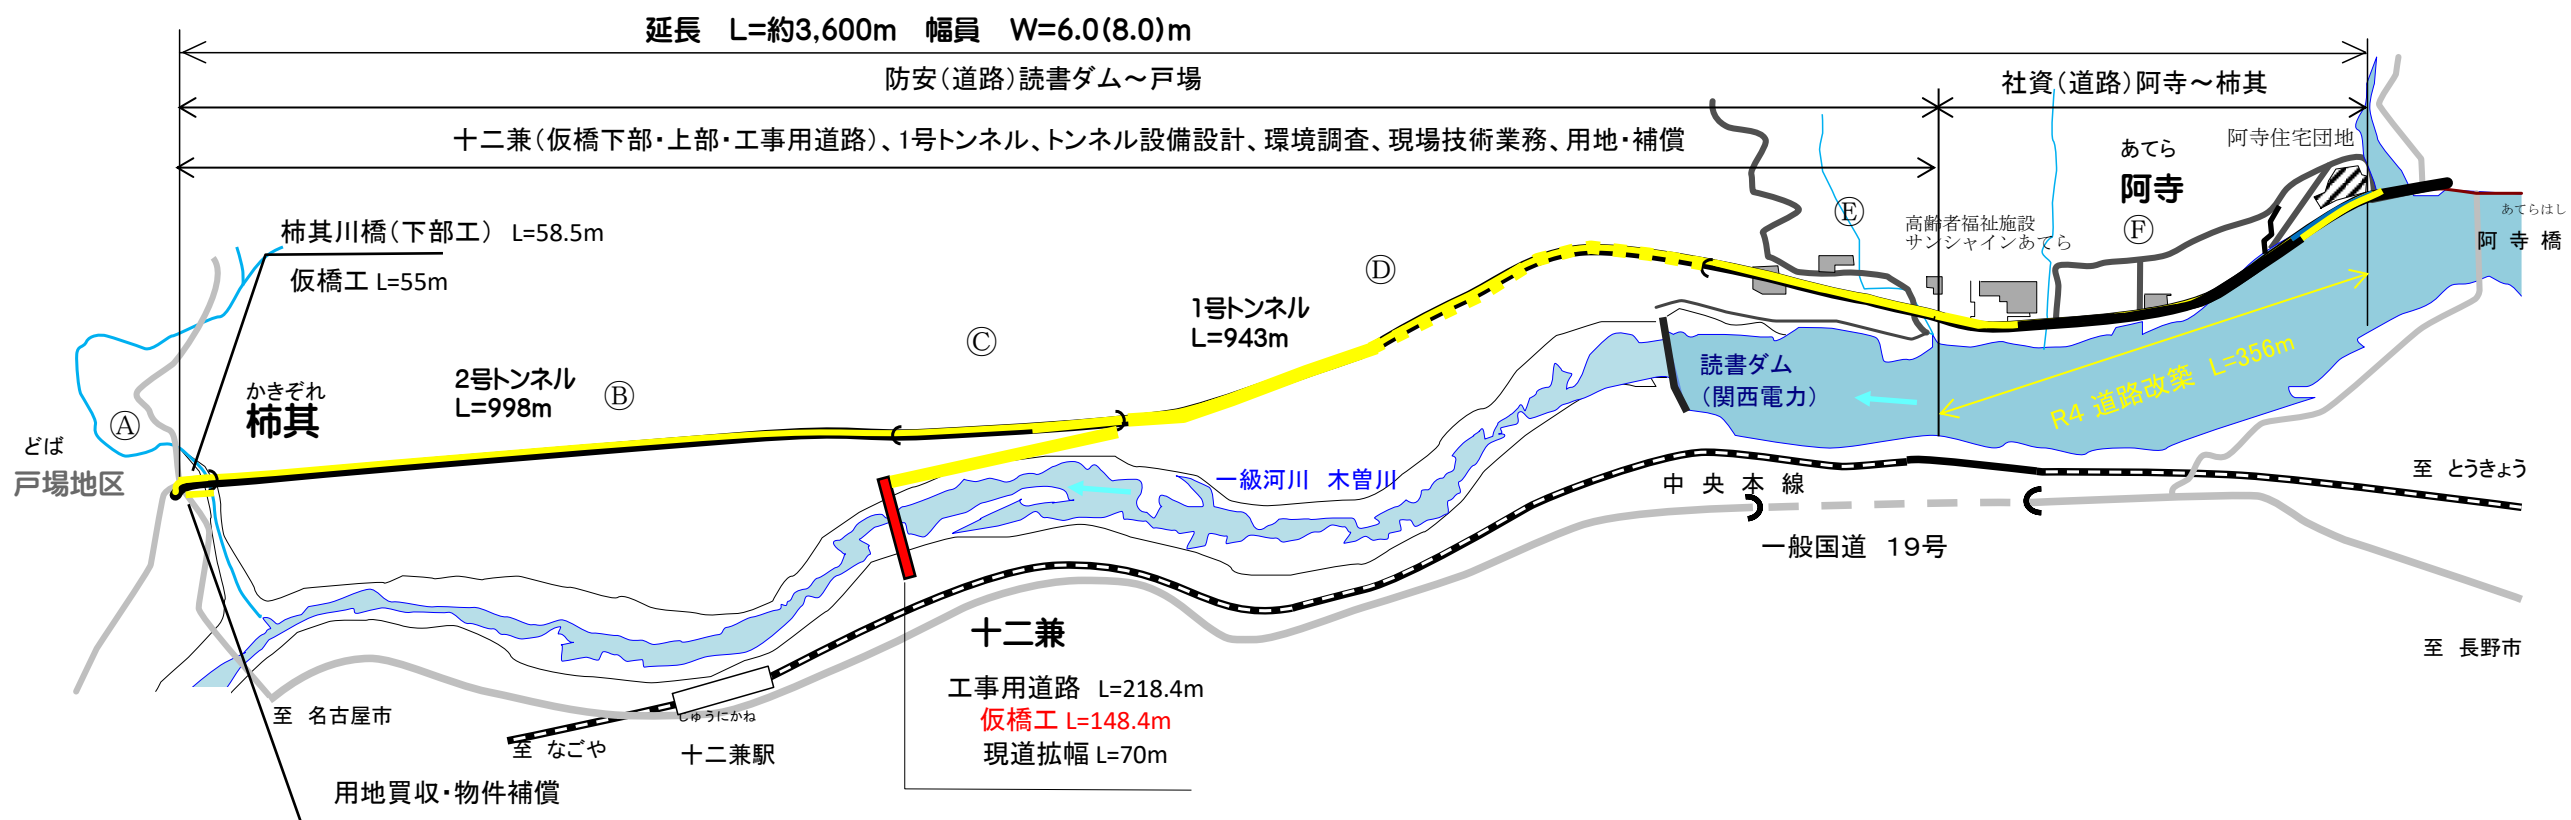 延長　L=約3,600m　幅員　W=6.0(8.0)m
防安(道路)読書ダム～戸場
社資(道路)阿寺～柿其
十二兼(仮橋下部・上部・工事用道路)、1号トンネル、トンネル設備設計、環境調査、現場技術業務、用地・補償
阿寺住宅団地
あてら
阿寺
Ⓔ
Ⓕ
高齢者福祉施設
サンシャインあてら
あてらはし
阿寺橋
柿其川橋(下部工)　L=58.5m
仮橋工 L=55m
Ⓓ
1号トンネル
L=943m
Ⓒ
2号トンネル
L=998m
Ⓑ
かきぞれ
柿其
Ⓐ
どば
戸場地区
読書ダム
(関西電力)
R4 道路改築 L=356m
一級河川　木曽川
中央本線
至　とうきょう
一般国道　19号
至　長野市
十二兼
工事用道路　L=218.4m
仮橋工 L=148.4m
現道拡幅 L=70m
至　名古屋市
じゅうにかね
至　なごや
十二兼駅
用地買収・物件補償